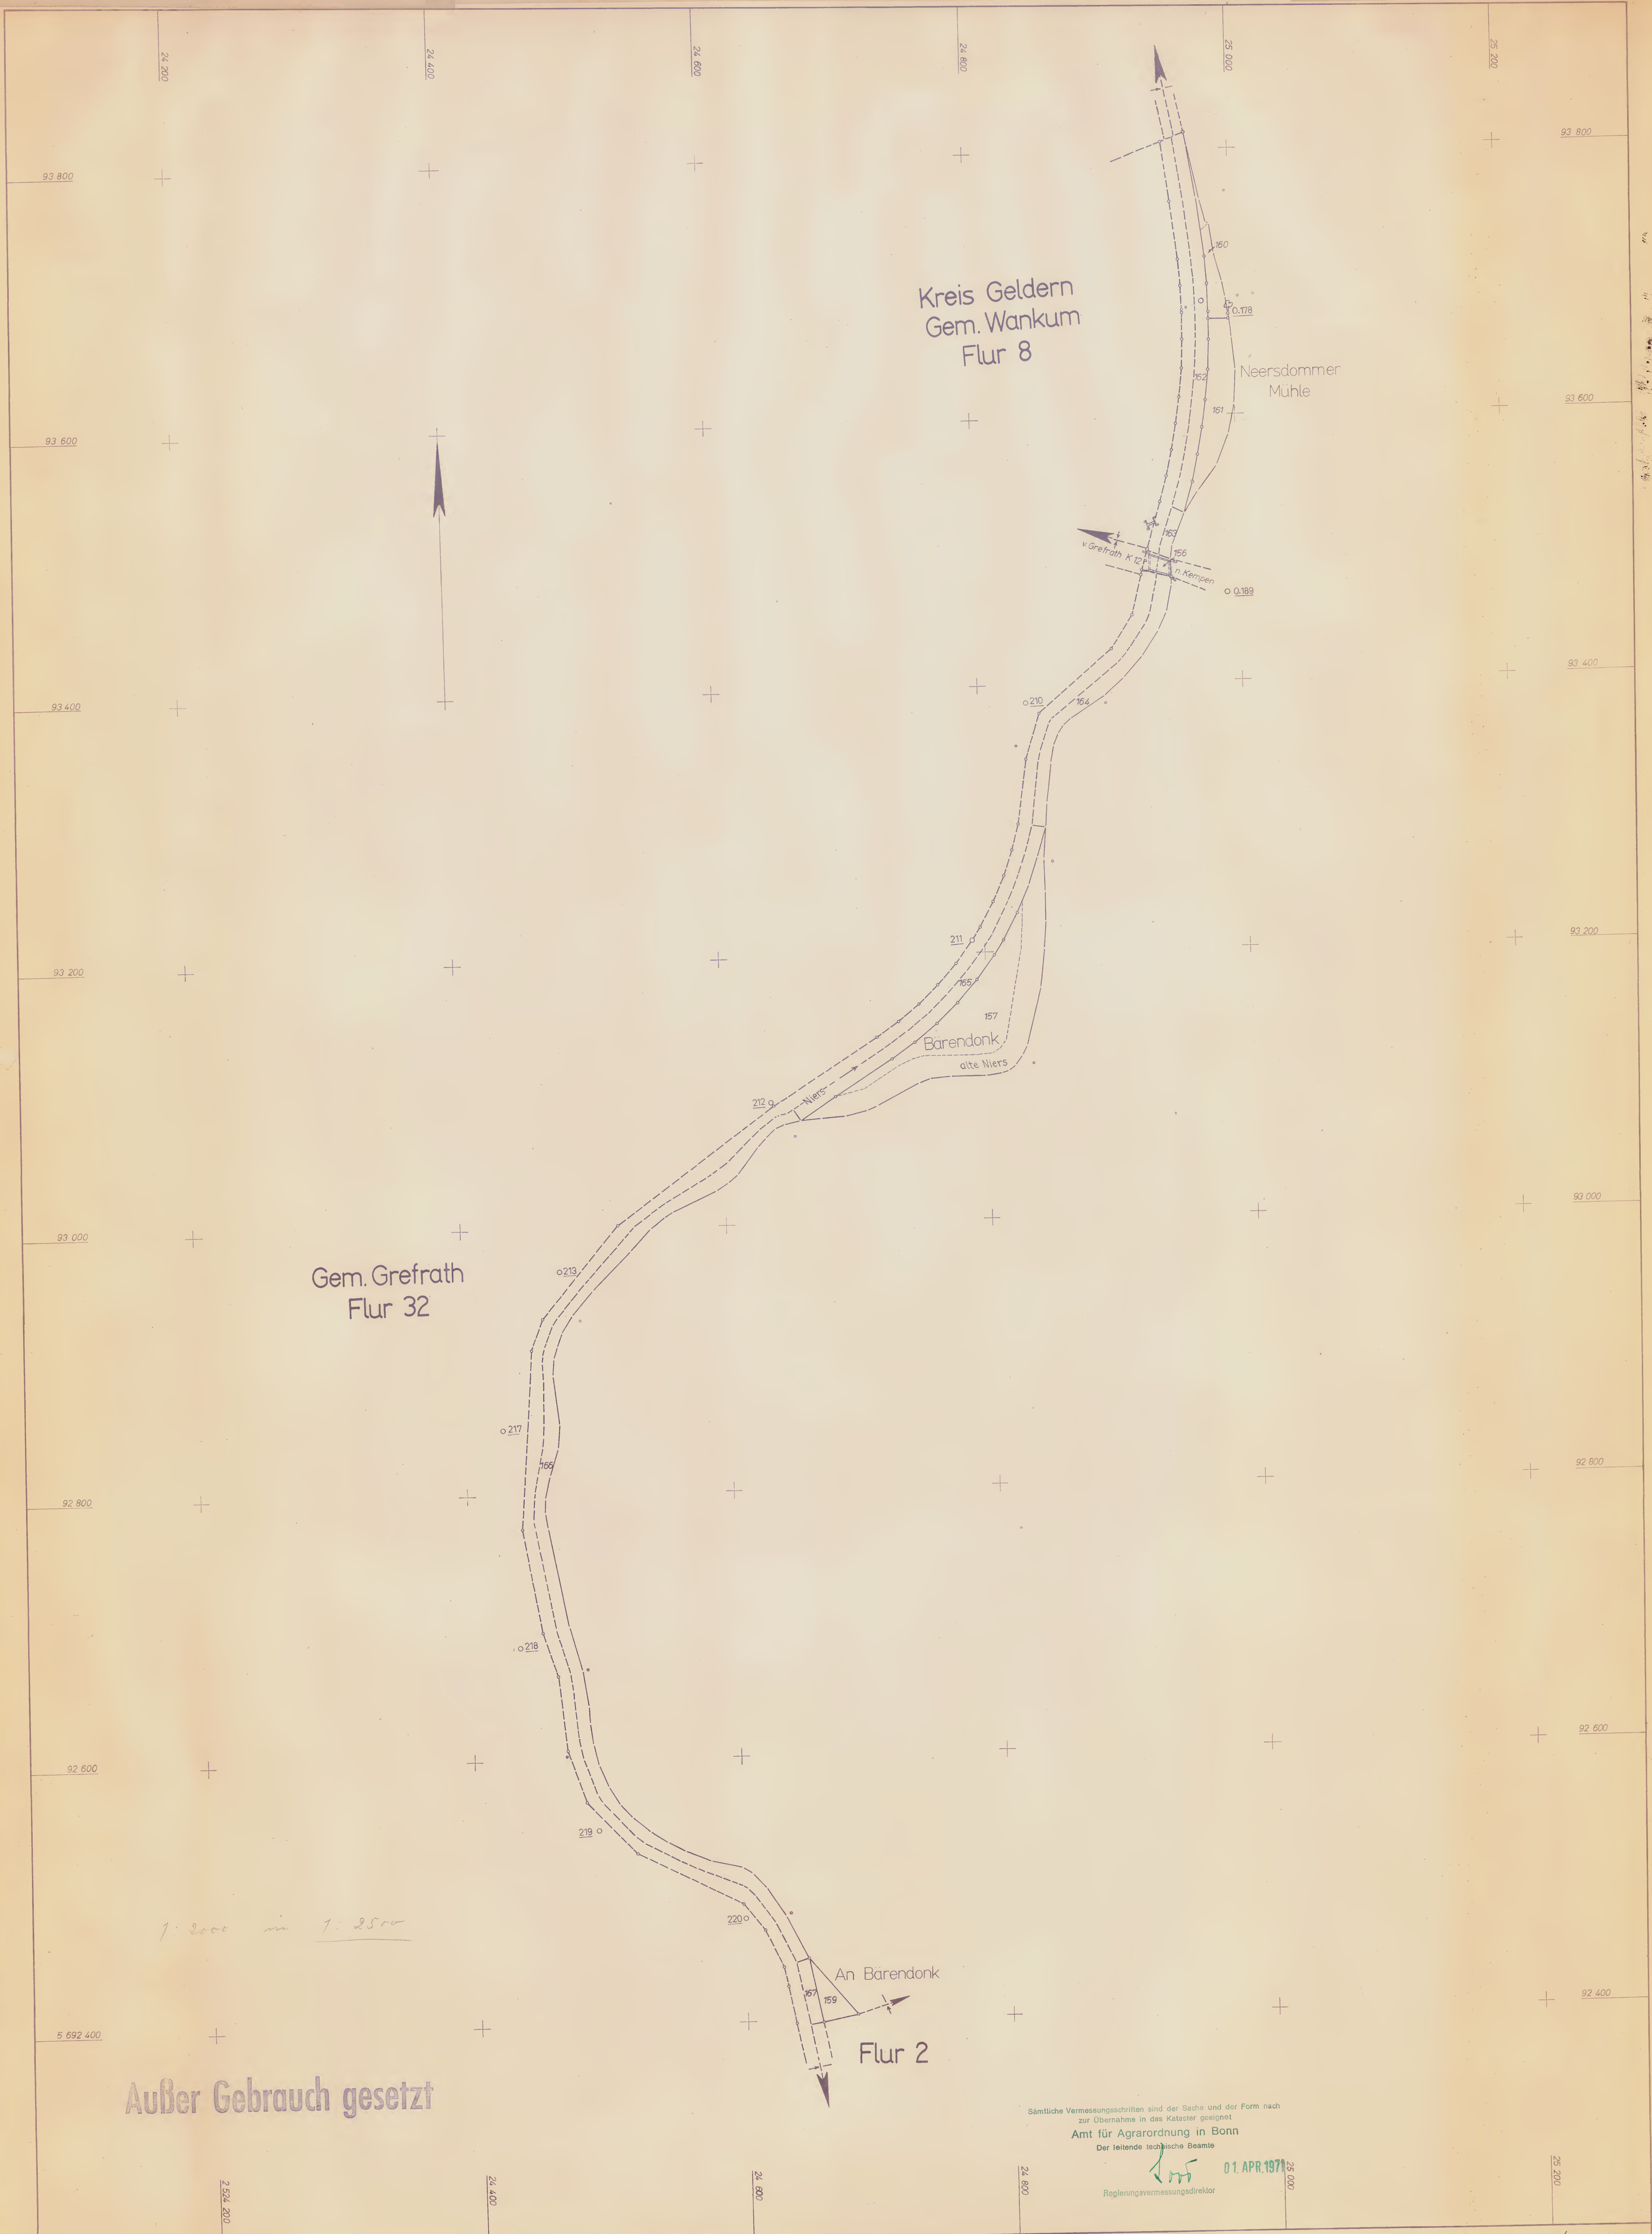 24 200
24 400
24 600
24 800
25 000
25 200
93 800
93 800
160
Kreis Geldern
Gem. Wankum
Flur 8
0.178
Neersdommer
Mühle
162
161
93 600
93 600
163
156
v. Grefrath K 12
n. Kempen
0.189
93 400
93 400
210
164
93 200
93 200
211
165
157
Bärendonk
alte Niers
Niers
212
93 000
93 000
213
Gem. Grefrath
Flur 32
217
166
92 800
92 800
218
92 600
92 600
219
220
1:2000 in 1:2500
An Bärendonk
167
159
92 400
5 692 400
Flur 2
Außer Gebrauch gesetzt
Sämtliche Vermessungsschriften sind der Sache und der Form nach
zur Übernahme in das Kataster geeignet
Amt für Agrarordnung in Bonn
Der leitende technische Beamte
01. APR. 1971
Regierungsvermessungsdirektor
2 524 200
24 400
24 600
24 800
25 000
25 200